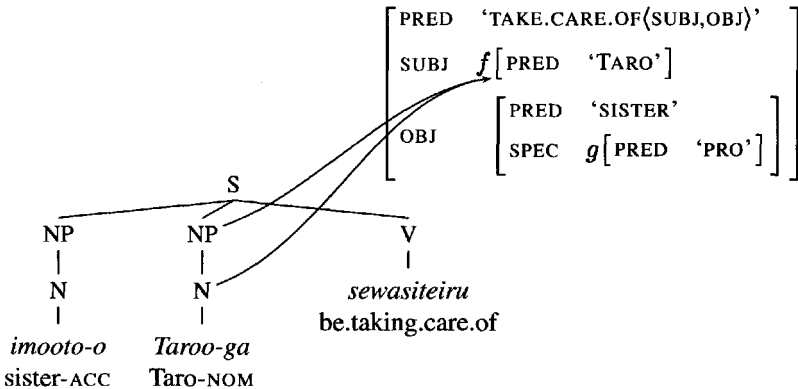 PRED ‘TAKE.CARE.OF⟨SUBJ,OBJ⟩’
SUBJ f[PRED ‘TARO’]
OBJ [PRED ‘SISTER’
SPEC g[PRED ‘PRO’]]
S
NP NP V
N N sewasiteiru
be.taking.care.of
imooto-o Taroo-ga
sister-ACC Taro-NOM